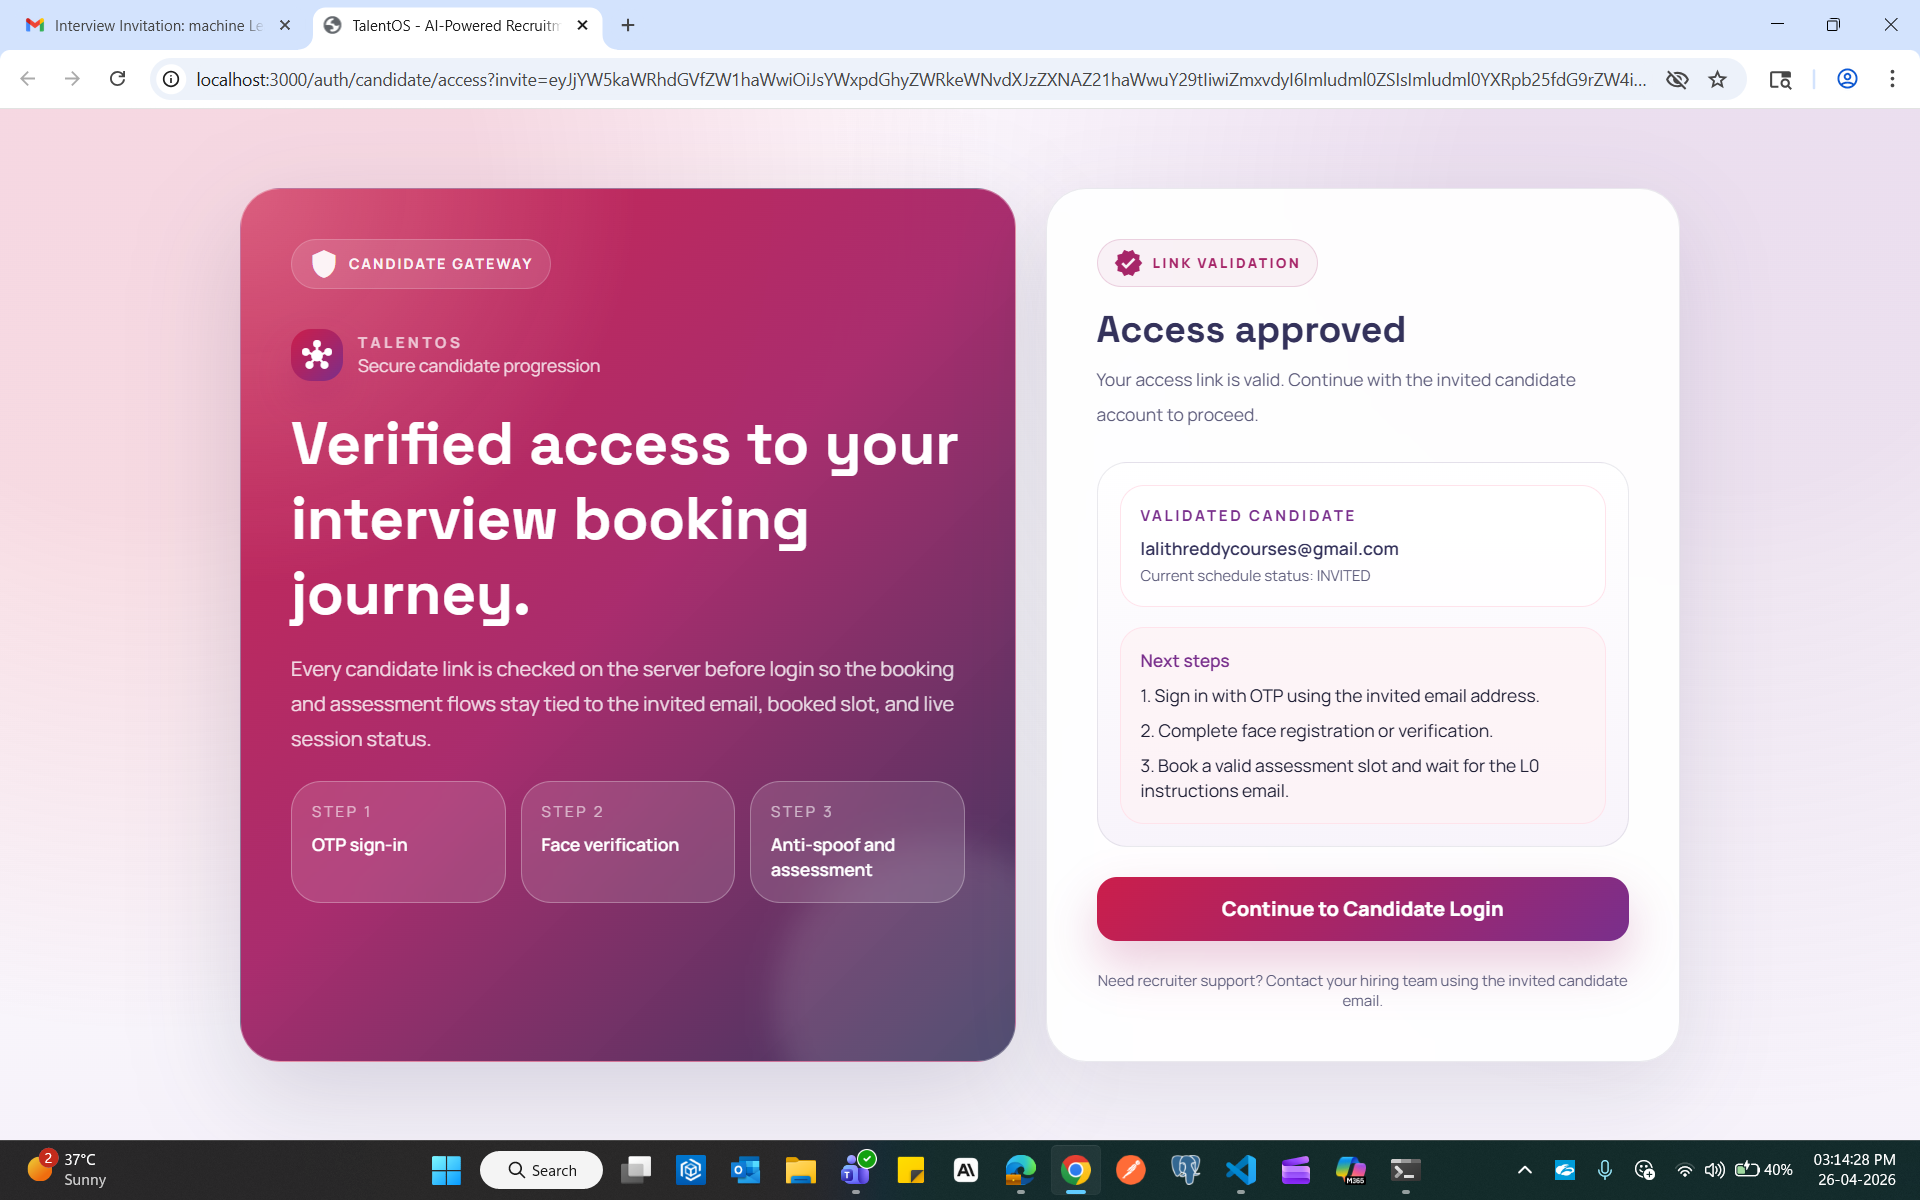 Interview Invitation: machine Le
TalentOS - AI-Powered Recruitm
localhost:3000/auth/candidate/access?invite=eyJjYW5kaWRhdGVfZW1haWwiOiJsYWxpdGhyZWRkeWNvdXJzZXNAZ21haWwuY29tIiwiZmxvdyI6Imludml0ZSIsImludml0YXRpb25fdG9rZW4i...
CANDIDATE GATEWAY
TALENTOS
Secure candidate progression
Verified access to your
interview booking
journey.
Every candidate link is checked on the server before login so the booking
and assessment flows stay tied to the invited email, booked slot, and live
session status.
STEP 1
OTP sign-in
STEP 2
Face verification
STEP 3
Anti-spoof and
assessment
LINK VALIDATION
Access approved
Your access link is valid. Continue with the invited candidate
account to proceed.
VALIDATED CANDIDATE
lalithreddycourses@gmail.com
Current schedule status: INVITED
Next steps
1. Sign in with OTP using the invited email address.
2. Complete face registration or verification.
3. Book a valid assessment slot and wait for the L0
instructions email.
Continue to Candidate Login
Need recruiter support? Contact your hiring team using the invited candidate
email.
2
37°C
Sunny
Search
M365
40%
03:14:28 PM
26-04-2026